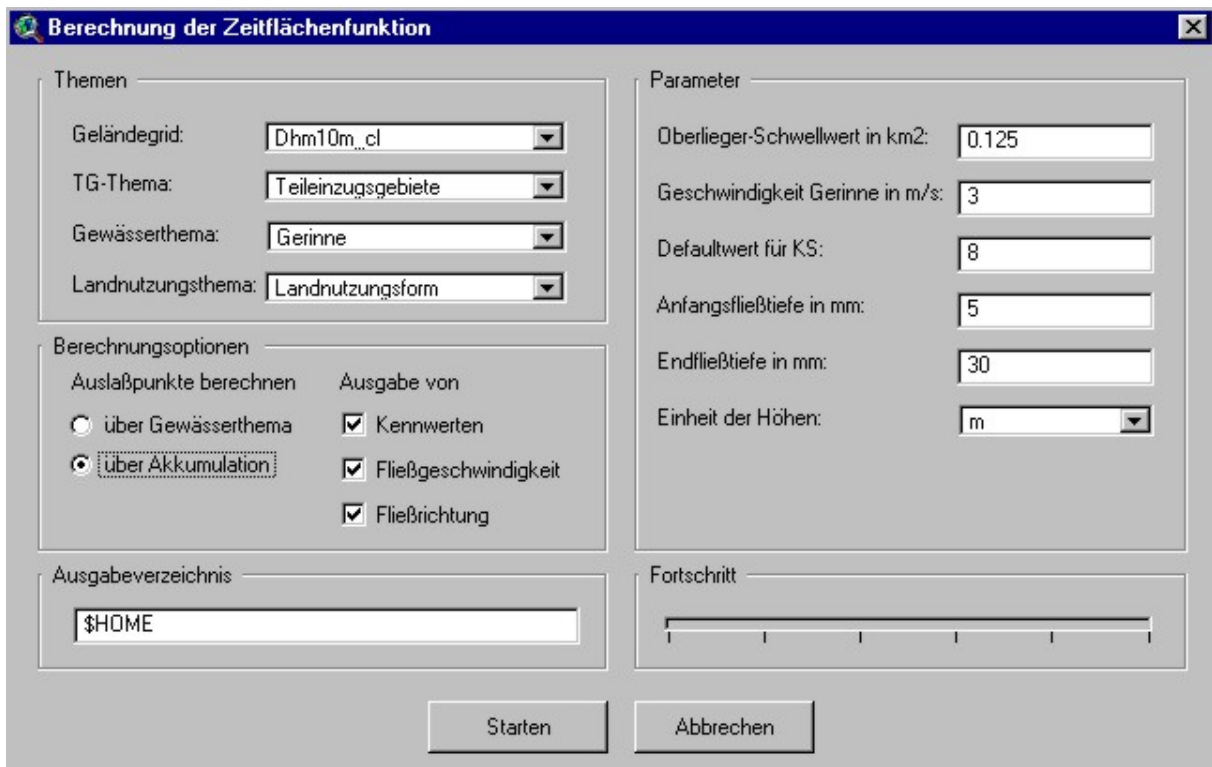 Berechnung der Zeitflächenfunktion
Themen
Geländegrid: Dhm10m_cl
TG-Thema: Teileinzugsgebiete
Gewässerthema: Gerinne
Landnutzungsthema: Landnutzungsform
Berechnungsoptionen
Auslaßpunkte berechnen
über Gewässerthema
über Akkumulation
Ausgabe von
Kennwerten
Fließgeschwindigkeit
Fließrichtung
Ausgabeverzeichnis
$HOME
Parameter
Oberlieger-Schwellwert in km2: 0.125
Geschwindigkeit Gerinne in m/s: 3
Defaultwert für KS: 8
Anfangsfließtiefe in mm: 5
Endfließtiefe in mm: 30
Einheit der Höhen: m
Fortschritt
Starten
Abbrechen